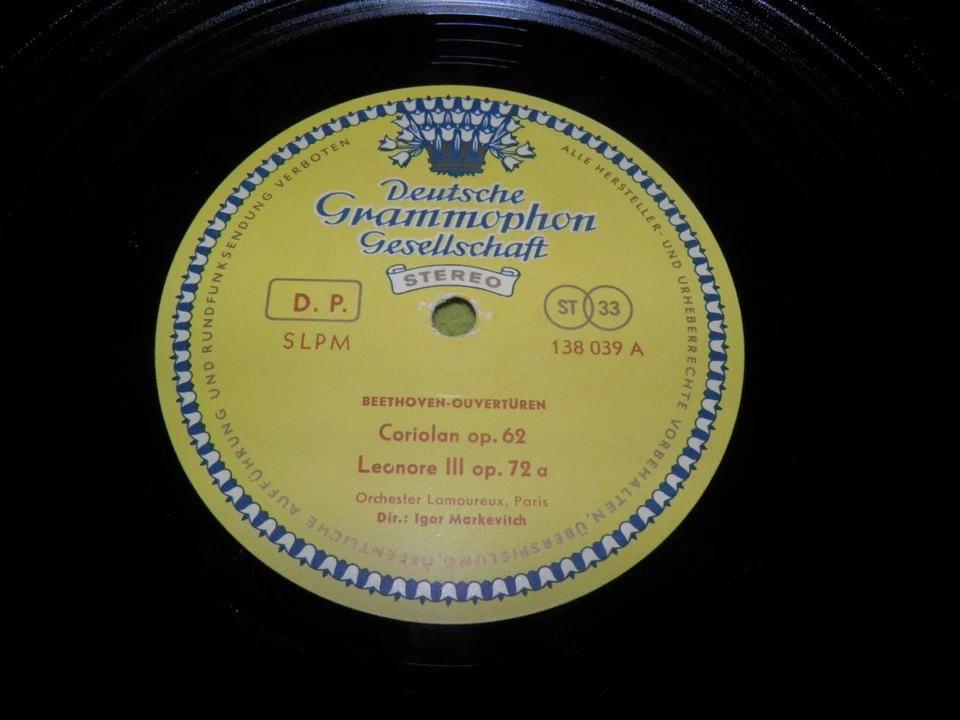 Deutsche
Grammophon
Gesellschaft
STEREO
D. P.
SLPM
ST 33
138 039 A
BEETHOVEN-OUVERTÜREN
Coriolan op. 62
Leonore III op. 72 a
Orchester Lamoureux, Paris
Dir.: Igor Markevitch
ALLE HERSTELLER- UND URHEBERRECHTE VORBEHALTEN, ÜBERSPIELUNG, ÖFFENTLICHE AUFFÜHRUNG UND RUNDFUNKSENDUNG VERBOTEN